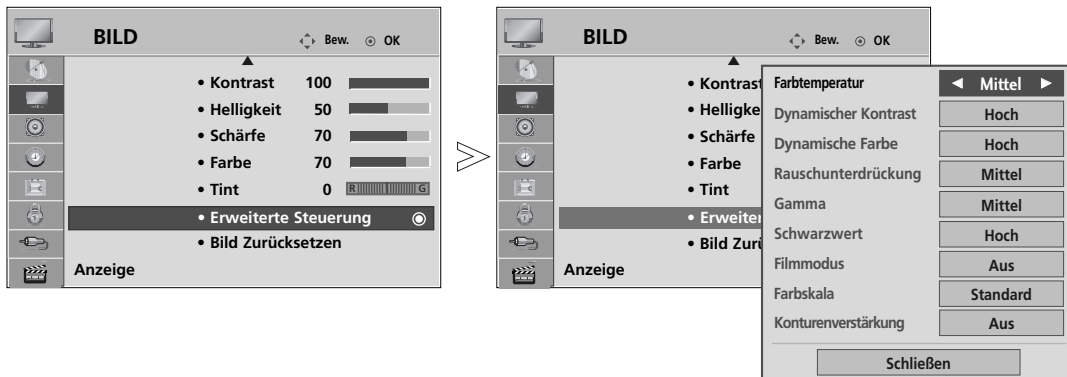 BILD
Bew. OK
• Kontrast 100
• Helligkeit 50
• Schärfe 70
• Farbe 70
• Tint 0 R G
• Erweiterte Steuerung
• Bild Zurücksetzen
Anzeige
BILD
Bew. OK
• Kontrast
• Helligke
• Schärfe
• Farbe
• Tint
• Erweiter
• Bild Zurü
Anzeige
Farbtemperatur Mittel
Dynamischer Kontrast Hoch
Dynamische Farbe Hoch
Rauschunterdrückung Mittel
Gamma Mittel
Schwarzwert Hoch
Filmmodus Aus
Farbskala Standard
Konturenverstärkung Aus
Schließen